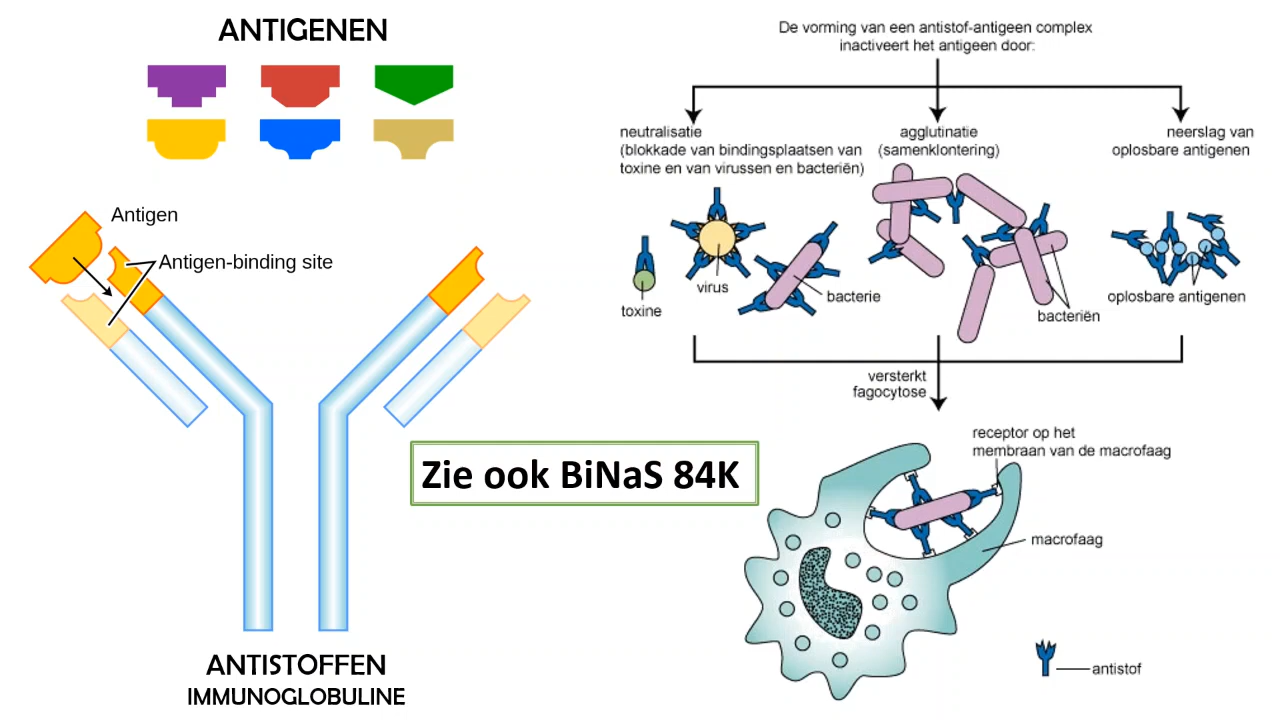 ANTIGENEN
Antigen
Antigen-binding site
ANTISTOFFEN
IMMUNOGLOBULINE
Zie ook BiNaS 84K
De vorming van een antistof-antigeen complex
inactiveert het antigeen door:
neutralisatie
(blokkade van bindingsplaatsen van
toxine en van virussen en bacteriën)
agglutinatie
(samenklontering)
neerslag van
oplosbare antigenen
toxine
virus
bacterie
bacteriën
oplosbare antigenen
versterkt
fagocytose
receptor op het
membraan van de macrofaag
macrofaag
antistof